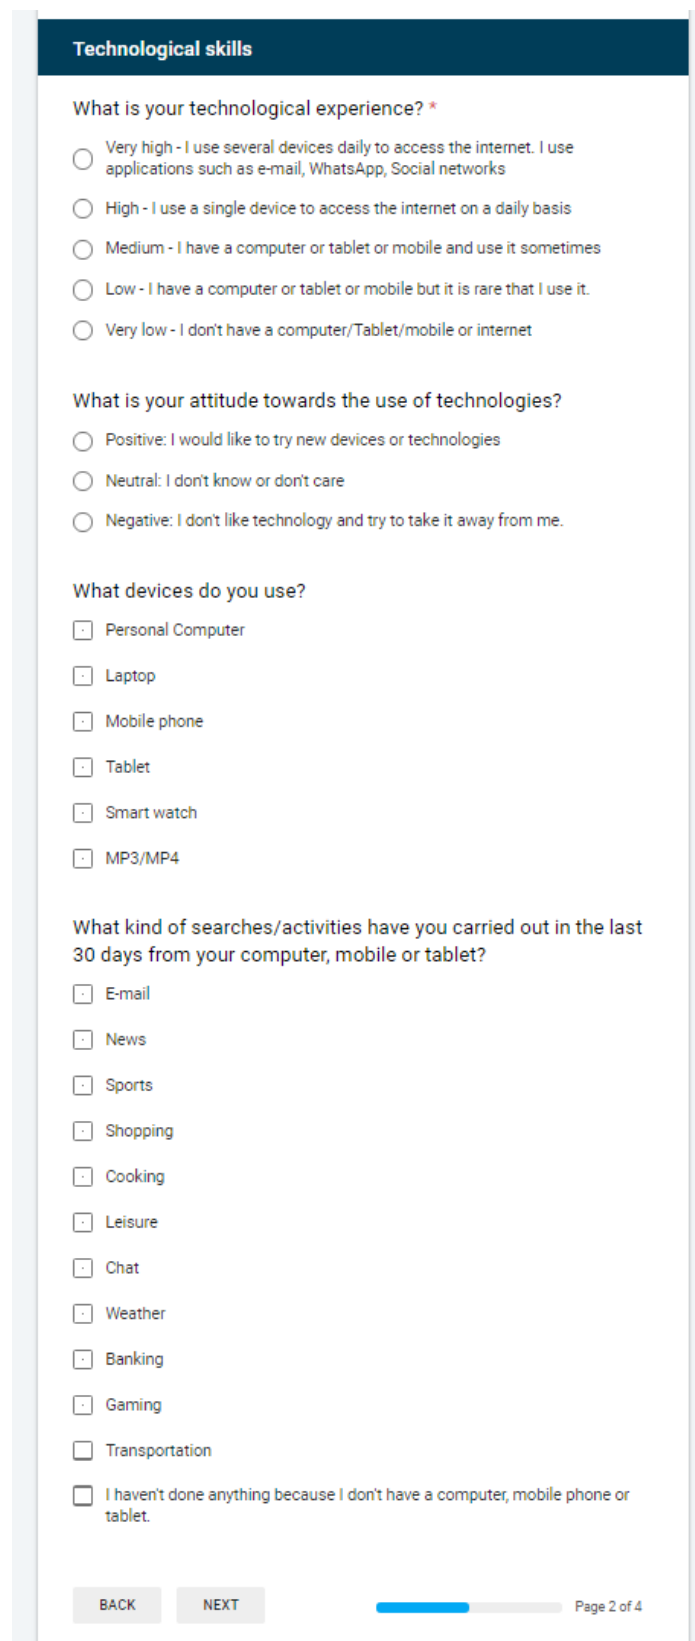 Technological skills
What is your technological experience? *
Very high - I use several devices daily to access the internet. I use
applications such as e-mail, WhatsApp, Social networks
High - I use a single device to access the internet on a daily basis
Medium - I have a computer or tablet or mobile and use it sometimes
Low - I have a computer or tablet or mobile but it is rare that I use it.
Very low - I don't have a computer/Tablet/mobile or internet
What is your attitude towards the use of technologies?
Positive: I would like to try new devices or technologies
Neutral: I don't know or don't care
Negative: I don't like technology and try to take it away from me.
What devices do you use?
Personal Computer
Laptop
Mobile phone
Tablet
Smart watch
MP3/MP4
What kind of searches/activities have you carried out in the last
30 days from your computer, mobile or tablet?
E-mail
News
Sports
Shopping
Cooking
Leisure
Chat
Weather
Banking
Gaming
Transportation
I haven't done anything because I don't have a computer, mobile phone or
tablet.
BACK NEXT Page 2 of 4